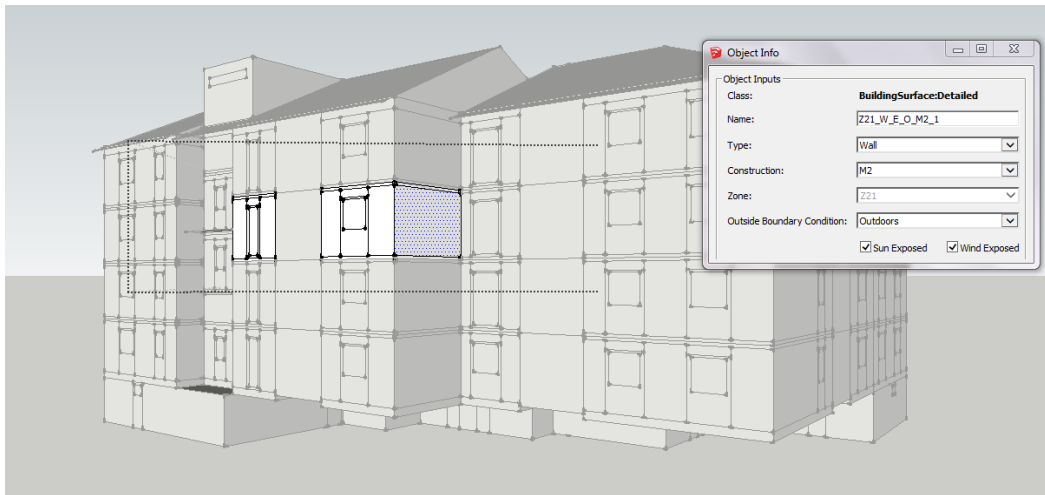 Object Info
Object Inputs
Class: BuildingSurface:Detailed
Name: Z21_W_E_O_M2_1
Type: Wall
Construction: M2
Zone: Z21
Outside Boundary Condition: Outdoors
Sun Exposed Wind Exposed